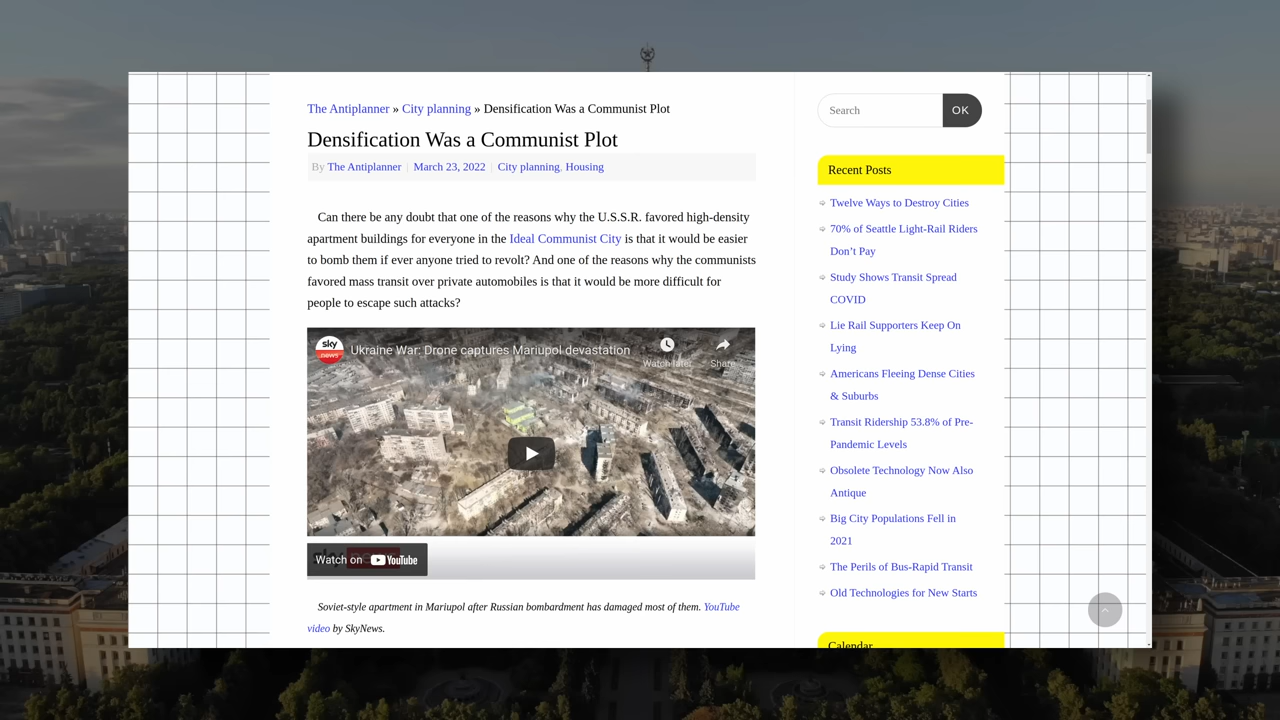 The Antiplanner » City planning » Densification Was a Communist Plot
Densification Was a Communist Plot
By The Antiplanner | March 23, 2022 | City planning, Housing
Can there be any doubt that one of the reasons why the U.S.S.R. favored high-density
apartment buildings for everyone in the Ideal Communist City is that it would be easier
to bomb them if ever anyone tried to revolt? And one of the reasons why the communists
favored mass transit over private automobiles is that it would be more difficult for
people to escape such attacks?
sky news
Ukraine War: Drone captures Mariupol devastation
Watch later
Share
Watch on YouTube
Soviet-style apartment in Mariupol after Russian bombardment has damaged most of them. YouTube
video by SkyNews.
Search
OK
Recent Posts
Twelve Ways to Destroy Cities
70% of Seattle Light-Rail Riders
Don’t Pay
Study Shows Transit Spread
COVID
Lie Rail Supporters Keep On
Lying
Americans Fleeing Dense Cities
& Suburbs
Transit Ridership 53.8% of Pre-
Pandemic Levels
Obsolete Technology Now Also
Antique
Big City Populations Fell in
2021
The Perils of Bus-Rapid Transit
Old Technologies for New Starts
Calendar